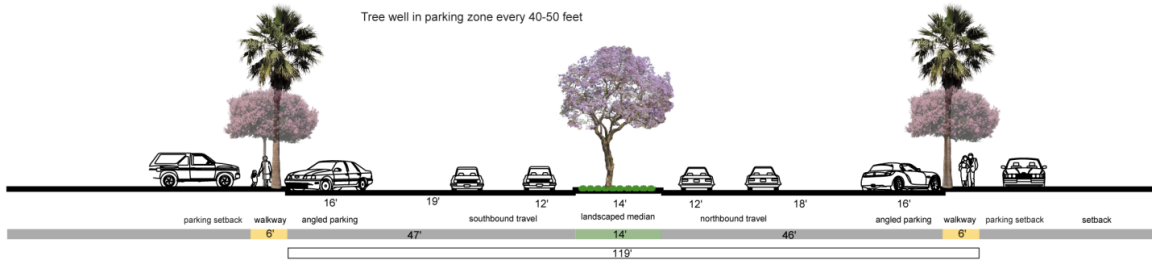 Tree well in parking zone every 40-50 feet
16' 19' 12' 14' 12' 18' 16'
parking setback walkway angled parking southbound travel landscaped median northbound travel angled parking walkway parking setback setback
6' 47' 14' 46' 6'
119'